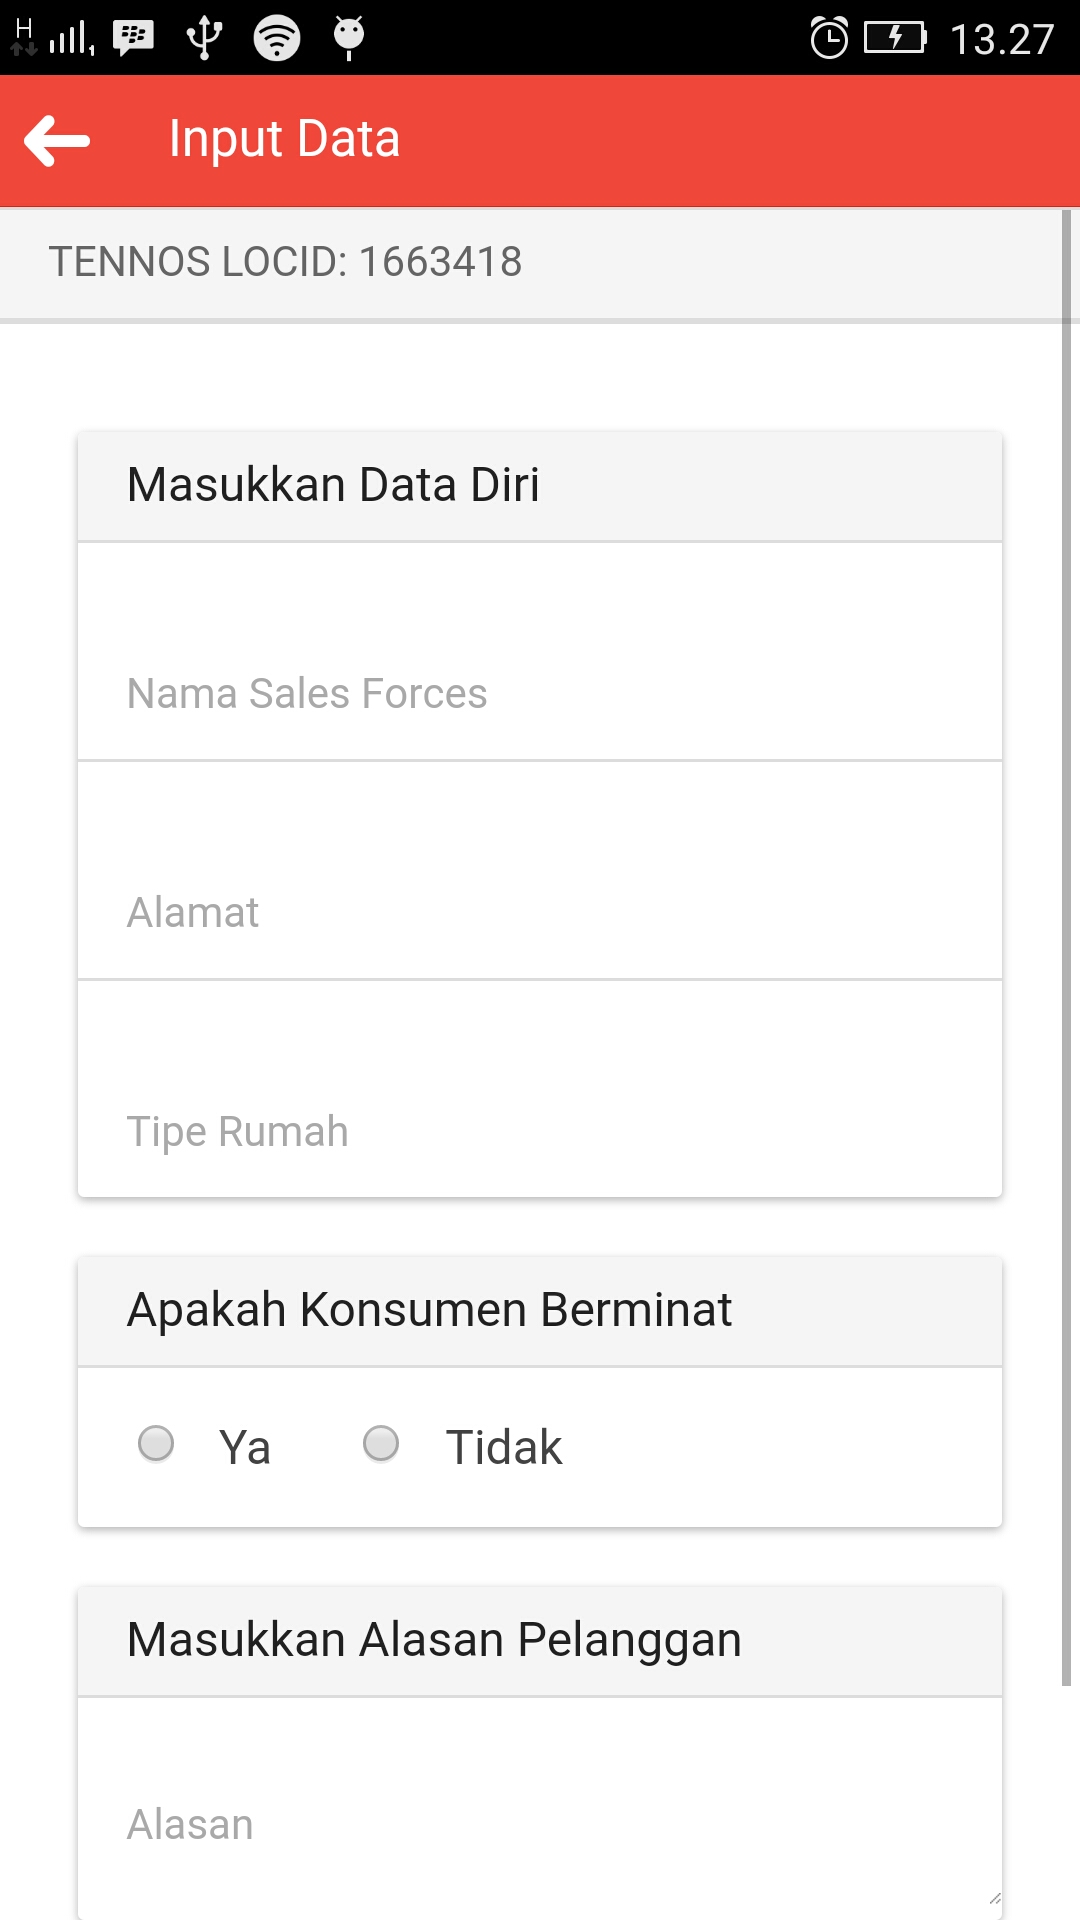 H 13.27
Input Data
TENNOS LOCID: 1663418
Masukkan Data Diri
Nama Sales Forces
Alamat
Tipe Rumah
Apakah Konsumen Berminat
Ya Tidak
Masukkan Alasan Pelanggan
Alasan